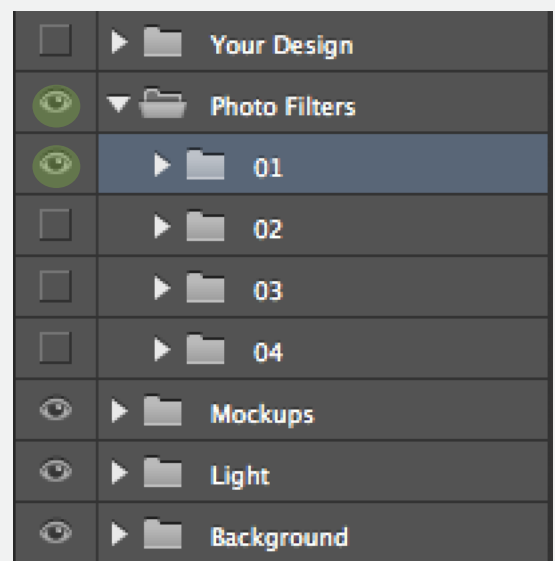 Your Design
Photo Filters
01
02
03
04
Mockups
Light
Background